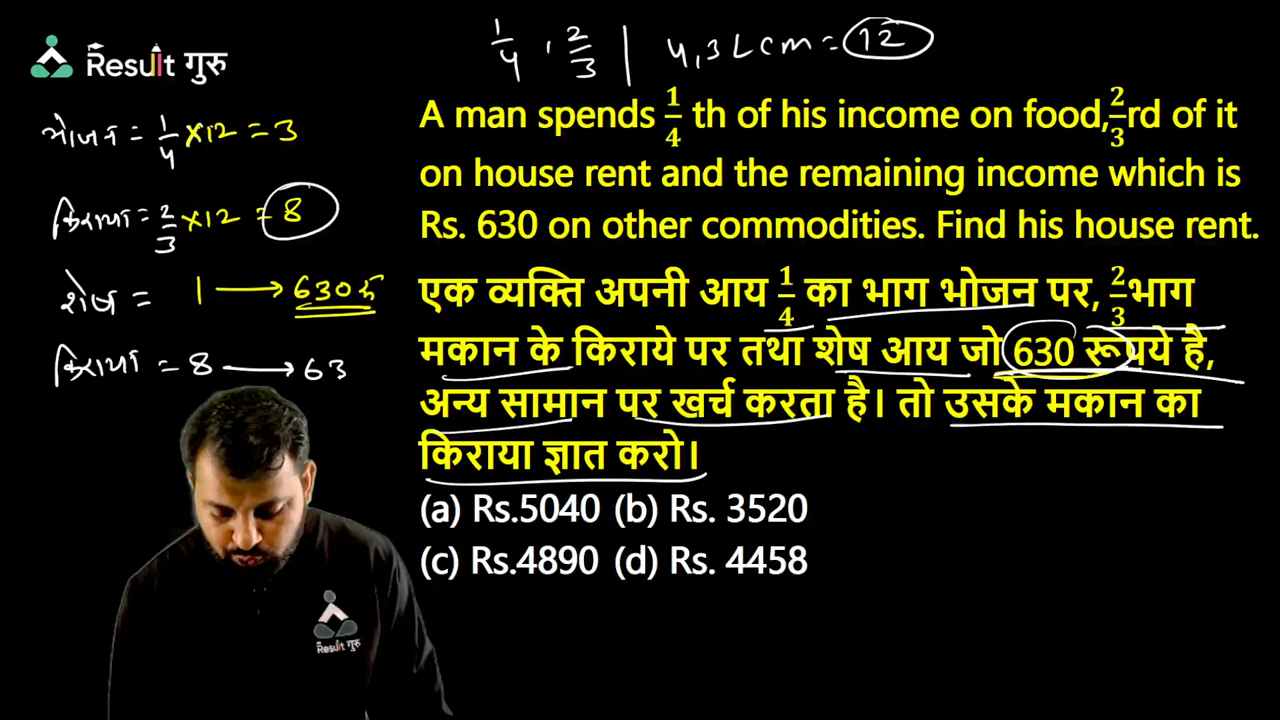 Result गुरु
1/4 , 2/3 | 4,3 LCM = 12
भोजन = 1/4 × 12 = 3
किराया = 2/3 × 12 = 8
शेष = 1 → 630 रु
किराया = 8 → 63
A man spends 1/4 th of his income on food,2/3rd of it
on house rent and the remaining income which is
Rs. 630 on other commodities. Find his house rent.
एक व्यक्ति अपनी आय 1/4 का भाग भोजन पर, 2/3भाग
मकान के किराये पर तथा शेष आय जो 630 रूपये है,
अन्य सामान पर खर्च करता है। तो उसके मकान का
किराया ज्ञात करो।
(a) Rs.5040 (b) Rs. 3520
(c) Rs.4890 (d) Rs. 4458
Result गुरु